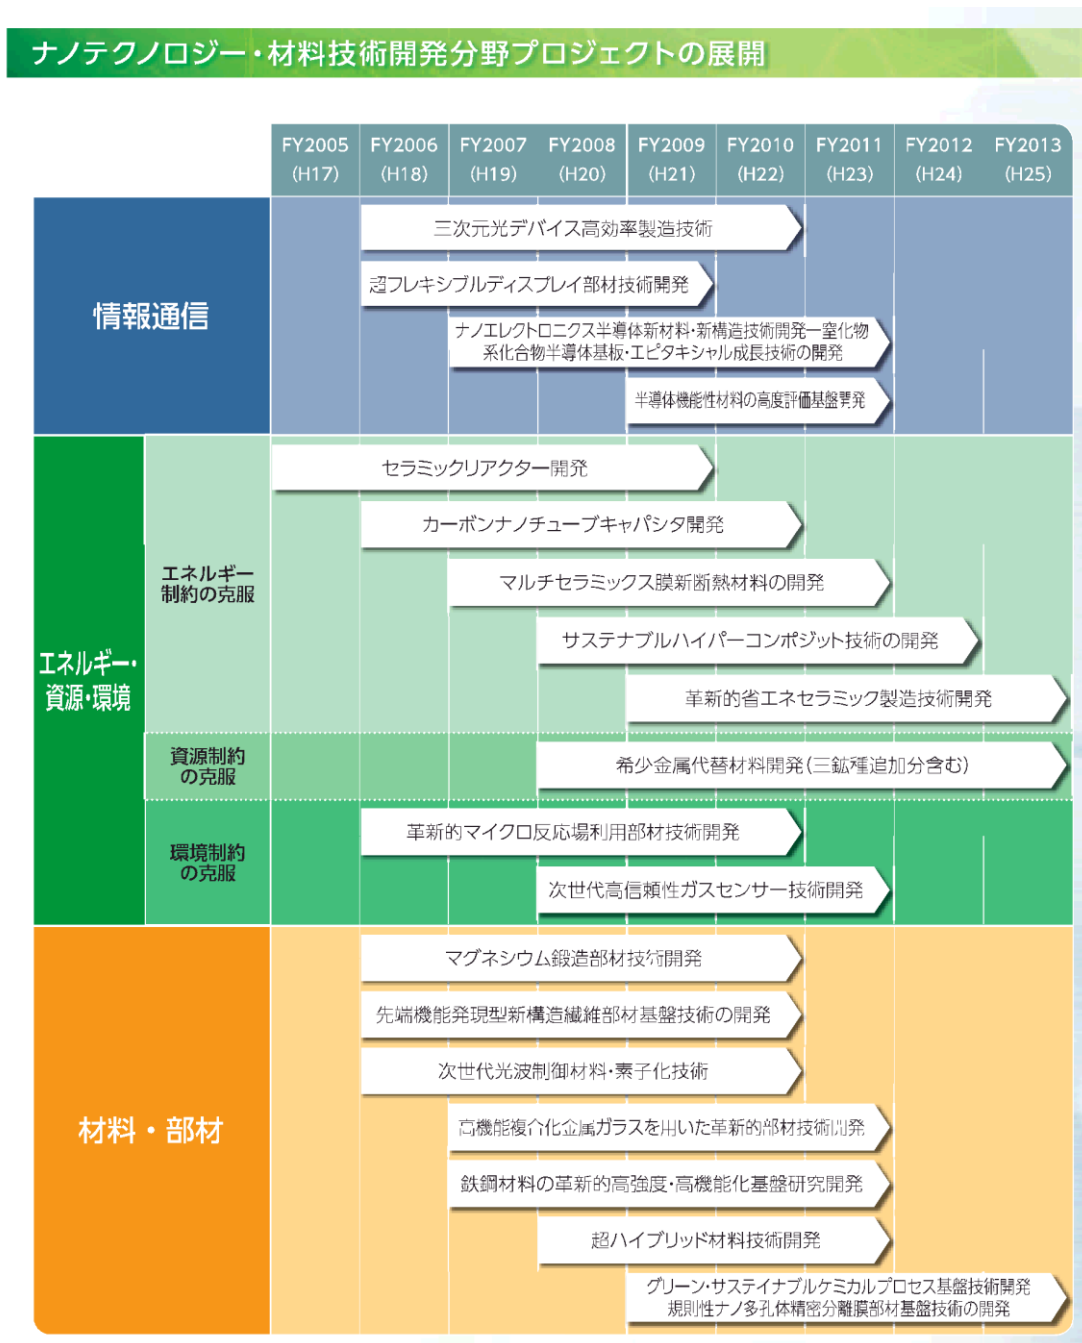 ナノテクノロジー・材料技術開発分野プロジェクトの展開
FY2005 FY2006 FY2007 FY2008 FY2009 FY2010 FY2011 FY2012 FY2013
(H17) (H18) (H19) (H20) (H21) (H22) (H23) (H24) (H25)
情報通信
三次元光デバイス高効率製造技術
超フレキシブルディスプレイ部材技術開発
ナノエレクトロニクス半導体新材料・新構造技術開発―窒化物
系化合物半導体基板・エピタキシャル成長技術の開発
半導体機能性材料の高度評価基盤開発
エネルギー・
資源・環境
エネルギー
制約の克服
セラミックリアクター開発
カーボンナノチューブキャパシタ開発
マルチセラミックス膜新断熱材料の開発
サステナブルハイパーコンポジット技術の開発
革新的省エネセラミック製造技術開発
資源制約
の克服
希少金属代替材料開発(三鉱種追加分含む)
環境制約
の克服
革新的マイクロ反応場利用部材技術開発
次世代高信頼性ガスセンサー技術開発
材料・部材
マグネシウム鍛造部材技術開発
先端機能発現型新構造繊維部材基盤技術の開発
次世代光波制御材料・素子化技術
高機能複合化金属ガラスを用いた革新的部材技術開発
鉄鋼材料の革新的高強度・高機能化基盤研究開発
超ハイブリッド材料技術開発
グリーン・サステイナブルケミカルプロセス基盤技術開発
規則性ナノ多孔体精密分離膜部材基盤技術の開発